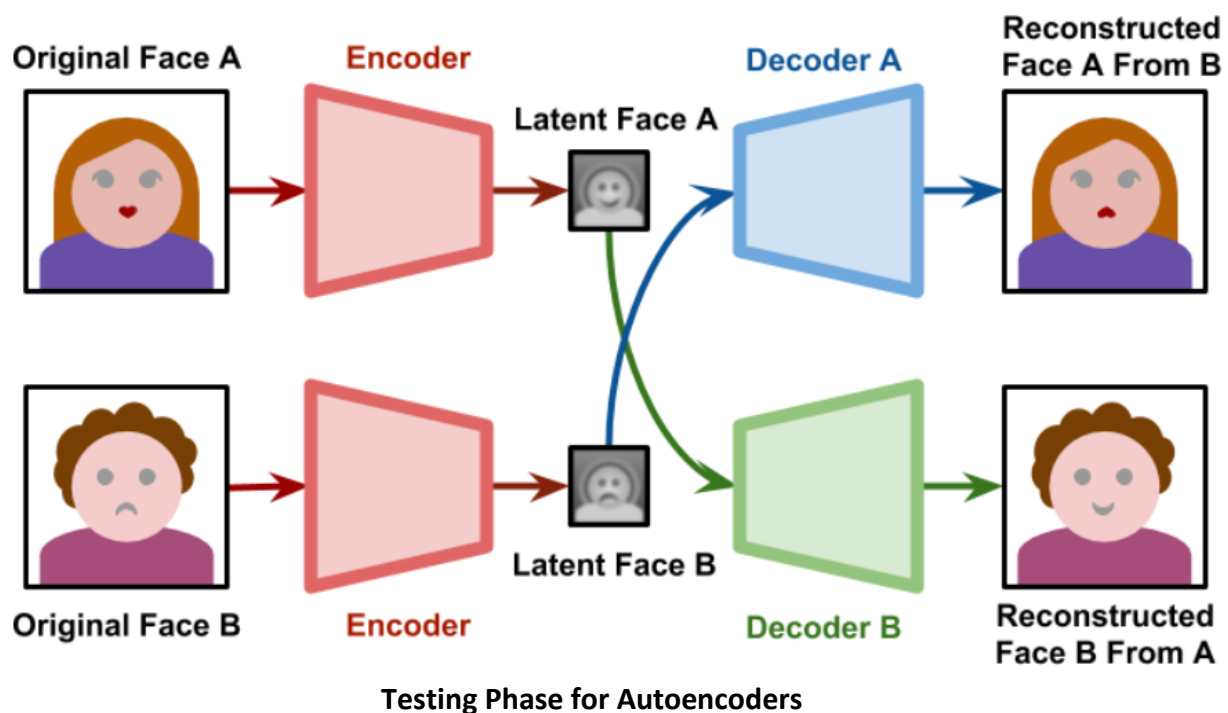 Original Face A
Encoder
Latent Face A
Decoder A
Reconstructed
Face A From B
Original Face B
Encoder
Latent Face B
Decoder B
Reconstructed
Face B From A
Testing Phase for Autoencoders